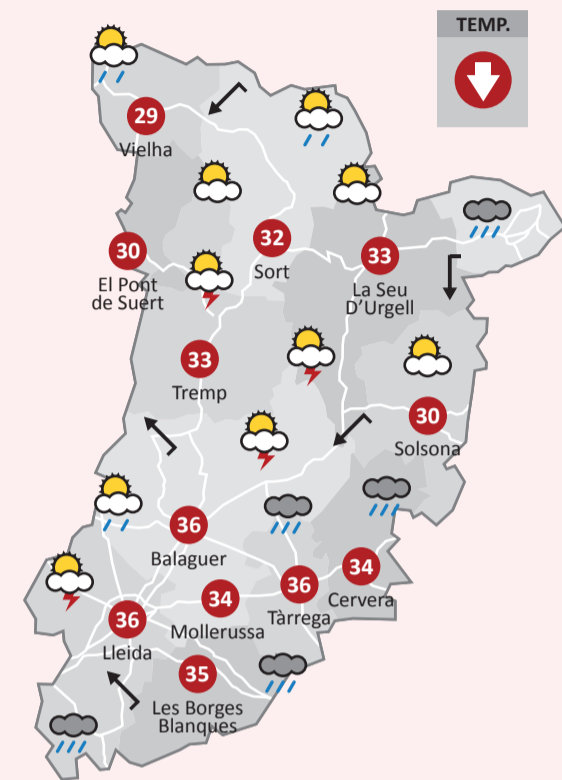 TEMP.
29
Vielha
32
Sort
30
El Pont
de Suert
33
La Seu
D'Urgell
33
Tremp
30
Solsona
36
Balaguer
34
Cervera
36
Tàrrega
34
Mollerussa
36
Lleida
35
Les Borges
Blanques